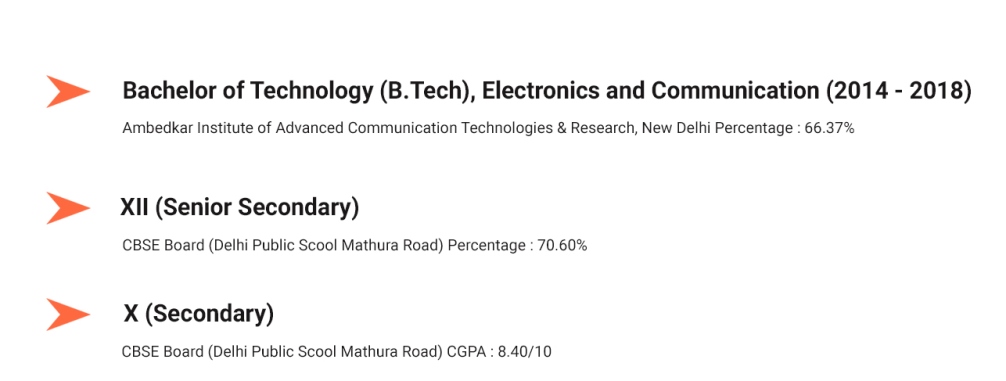 Bachelor of Technology (B.Tech), Electronics and Communication (2014 - 2018)
Ambedkar Institute of Advanced Communication Technologies & Research, New Delhi Percentage : 66.37%
XII (Senior Secondary)
CBSE Board (Delhi Public Scool Mathura Road) Percentage : 70.60%
X (Secondary)
CBSE Board (Delhi Public Scool Mathura Road) CGPA : 8.40/10